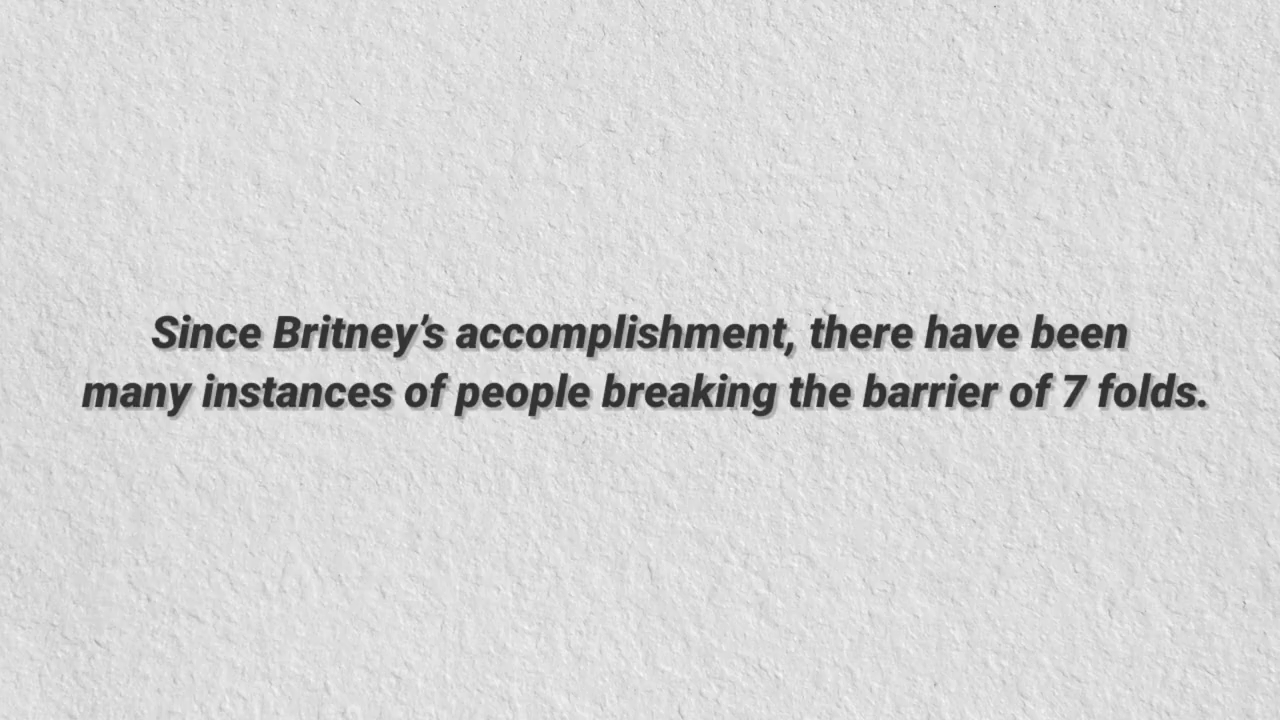 Since Britney’s accomplishment, there have been
many instances of people breaking the barrier of 7 folds.